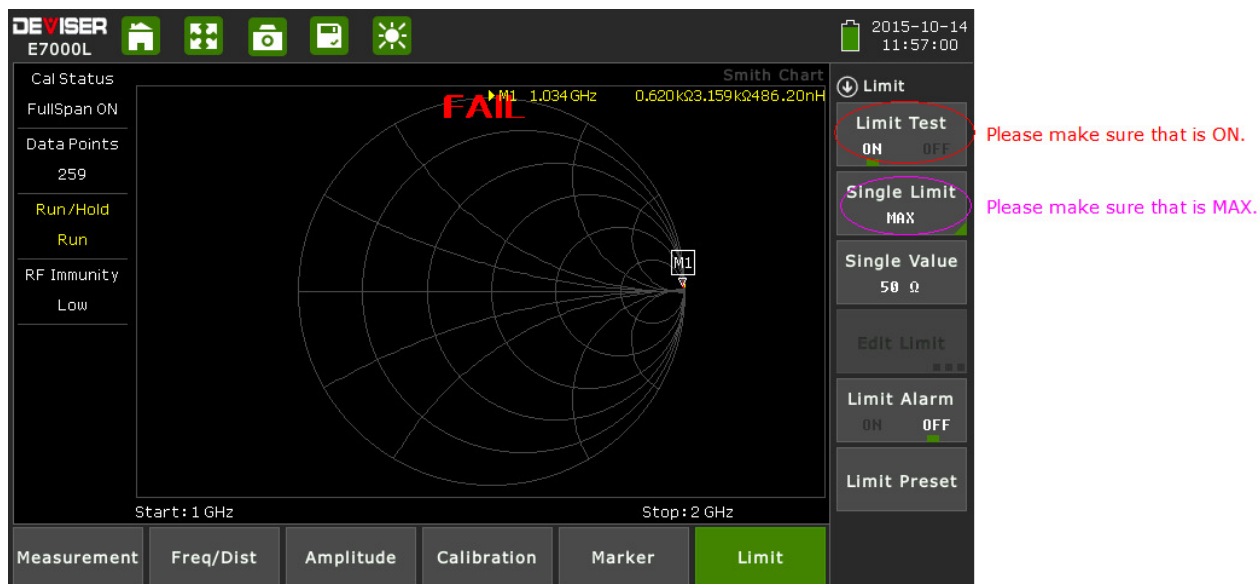 DEVISER
E7000L
2015-10-14
11:57:00
Cal Status
FullSpan ON
Data Points
259
Run/Hold
Run
RF Immunity
Low
Smith Chart
FAIL
M1 1.034GHz 0.620kΩ3.159kΩ486.20nH
M1
Start:1 GHz
Stop:2 GHz
Limit
Limit Test
ON OFF
Please make sure that is ON.
Single Limit
MAX
Please make sure that is MAX.
Single Value
50 Ω
Edit Limit
Limit Alarm
ON OFF
Limit Preset
Measurement
Freq/Dist
Amplitude
Calibration
Marker
Limit